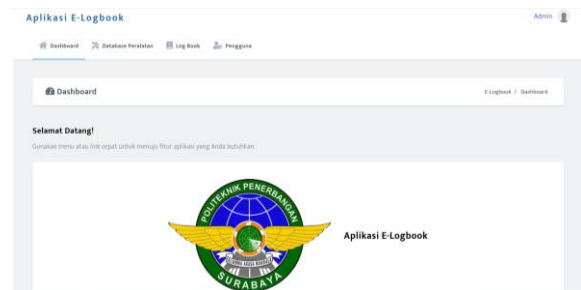 Aplikasi E-Logbook
Admin
Dashboard Database Peralatan Log Book Pengguna
Dashboard
E-Logbook / Dashboard
Selamat Datang!
Gunakan menu atau link cepat untuk menuju fitur aplikasi yang Anda butuhkan.
POLITEKNIK PENERBANGAN
SURABAYA
Aplikasi E-Logbook